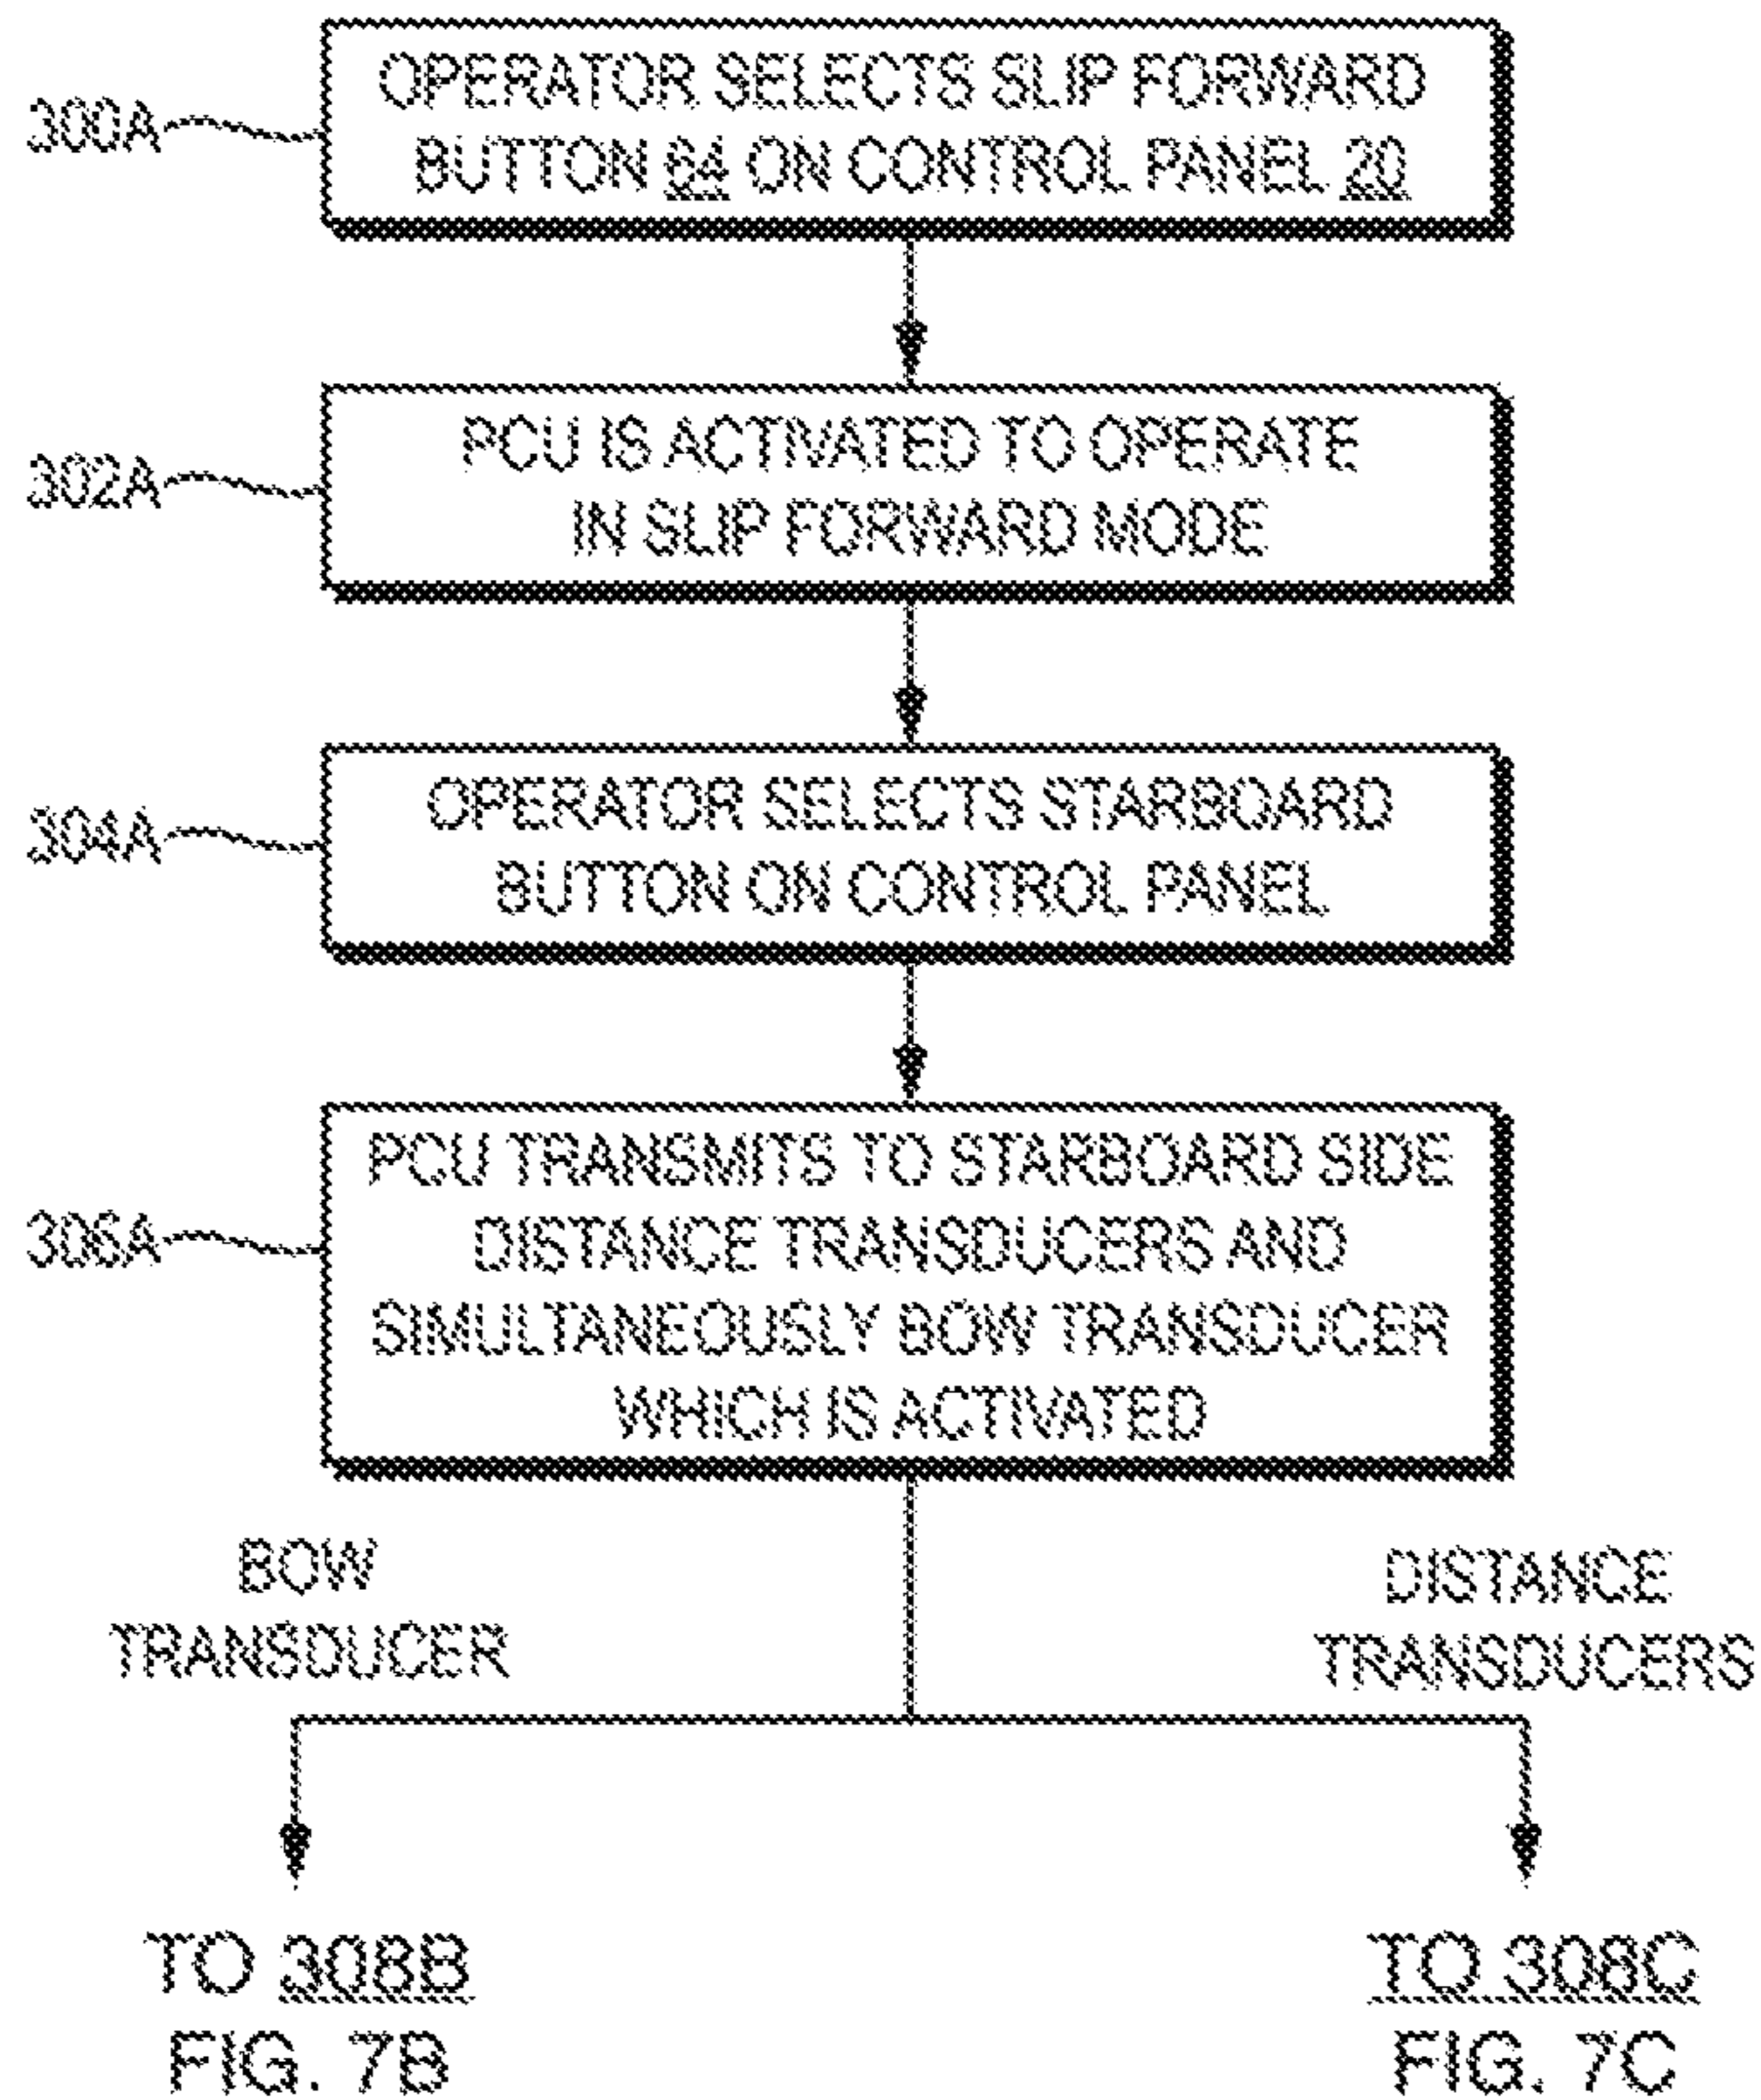 300A
OPERATOR SELECTS SLIP FORWARD
BUTTON 64 ON CONTROL PANEL 20
302A
PCU IS ACTIVATED TO OPERATE
IN SLIP FORWARD MODE
304A
OPERATOR SELECTS STARBOARD
BUTTON ON CONTROL PANEL
306A
PCU TRANSMITS TO STARBOARD SIDE
DISTANCE TRANSDUCERS AND
SIMULTANEOUSLY BOW TRANSDUCER
WHICH IS ACTIVATED
BOW
TRANSDUCER
DISTANCE
TRANSDUCERS
TO 308B
FIG. 7B
TO 308C
FIG. 7C